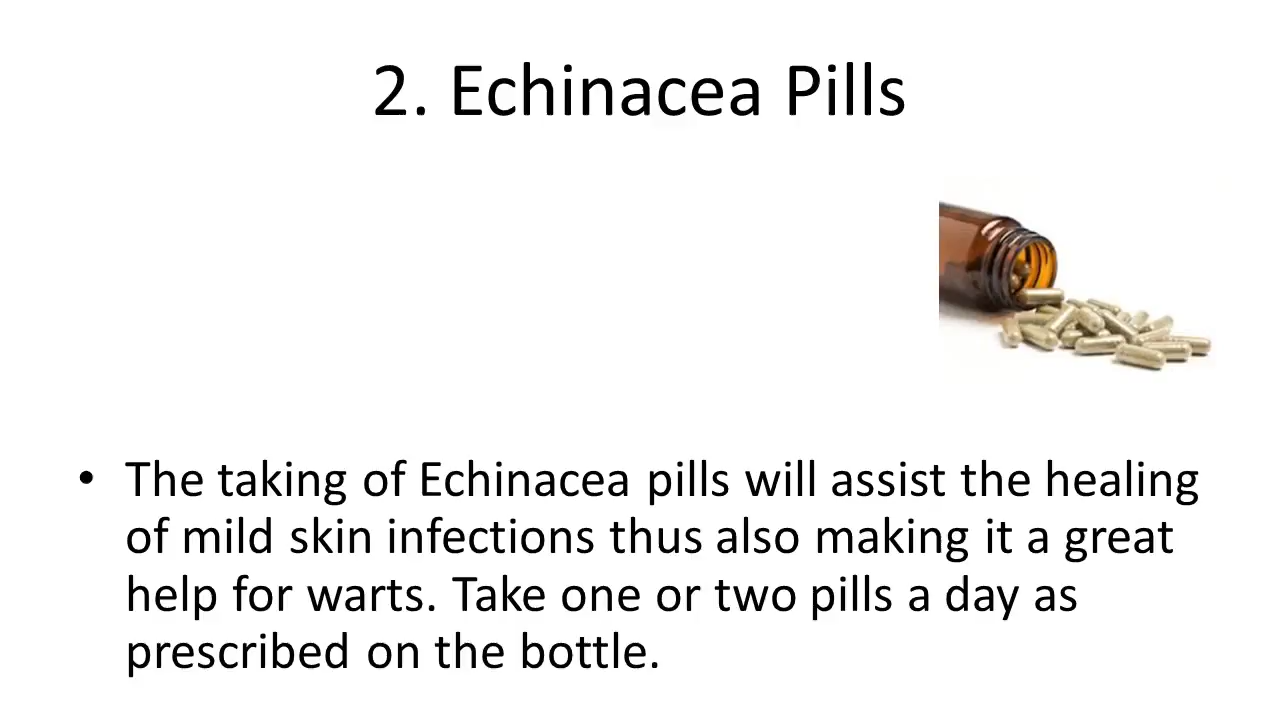 2. Echinacea Pills
• The taking of Echinacea pills will assist the healing
of mild skin infections thus also making it a great
help for warts. Take one or two pills a day as
prescribed on the bottle.